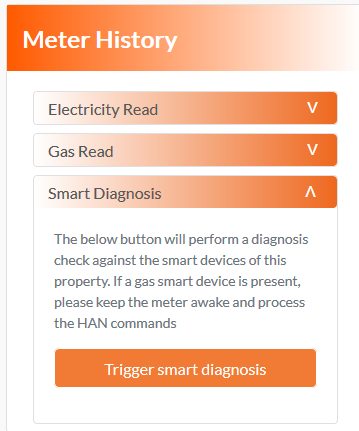 Meter History
Electricity Read
Gas Read
Smart Diagnosis
The below button will perform a diagnosis
check against the smart devices of this
property. If a gas smart device is present,
please keep the meter awake and process
the HAN commands
Trigger smart diagnosis